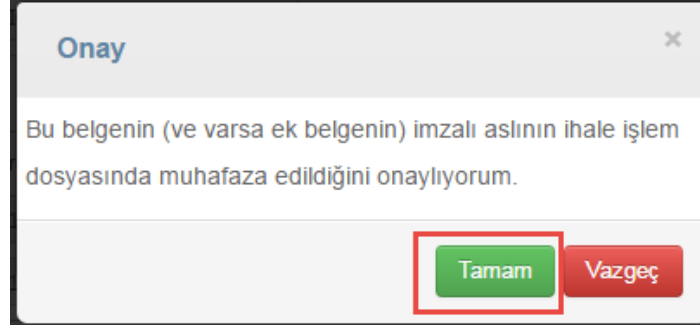 Onay ×
Bu belgenin (ve varsa ek belgenin) imzalı aslının ihale işlem
dosyasında muhafaza edildiğini onaylıyorum.
Tamam Vazgeç